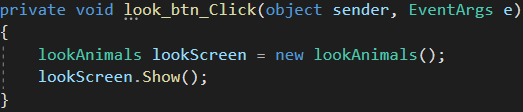 private void look_btn_Click(object sender, EventArgs e)
{
    lookAnimals lookScreen = new lookAnimals();
    lookScreen.Show();
}